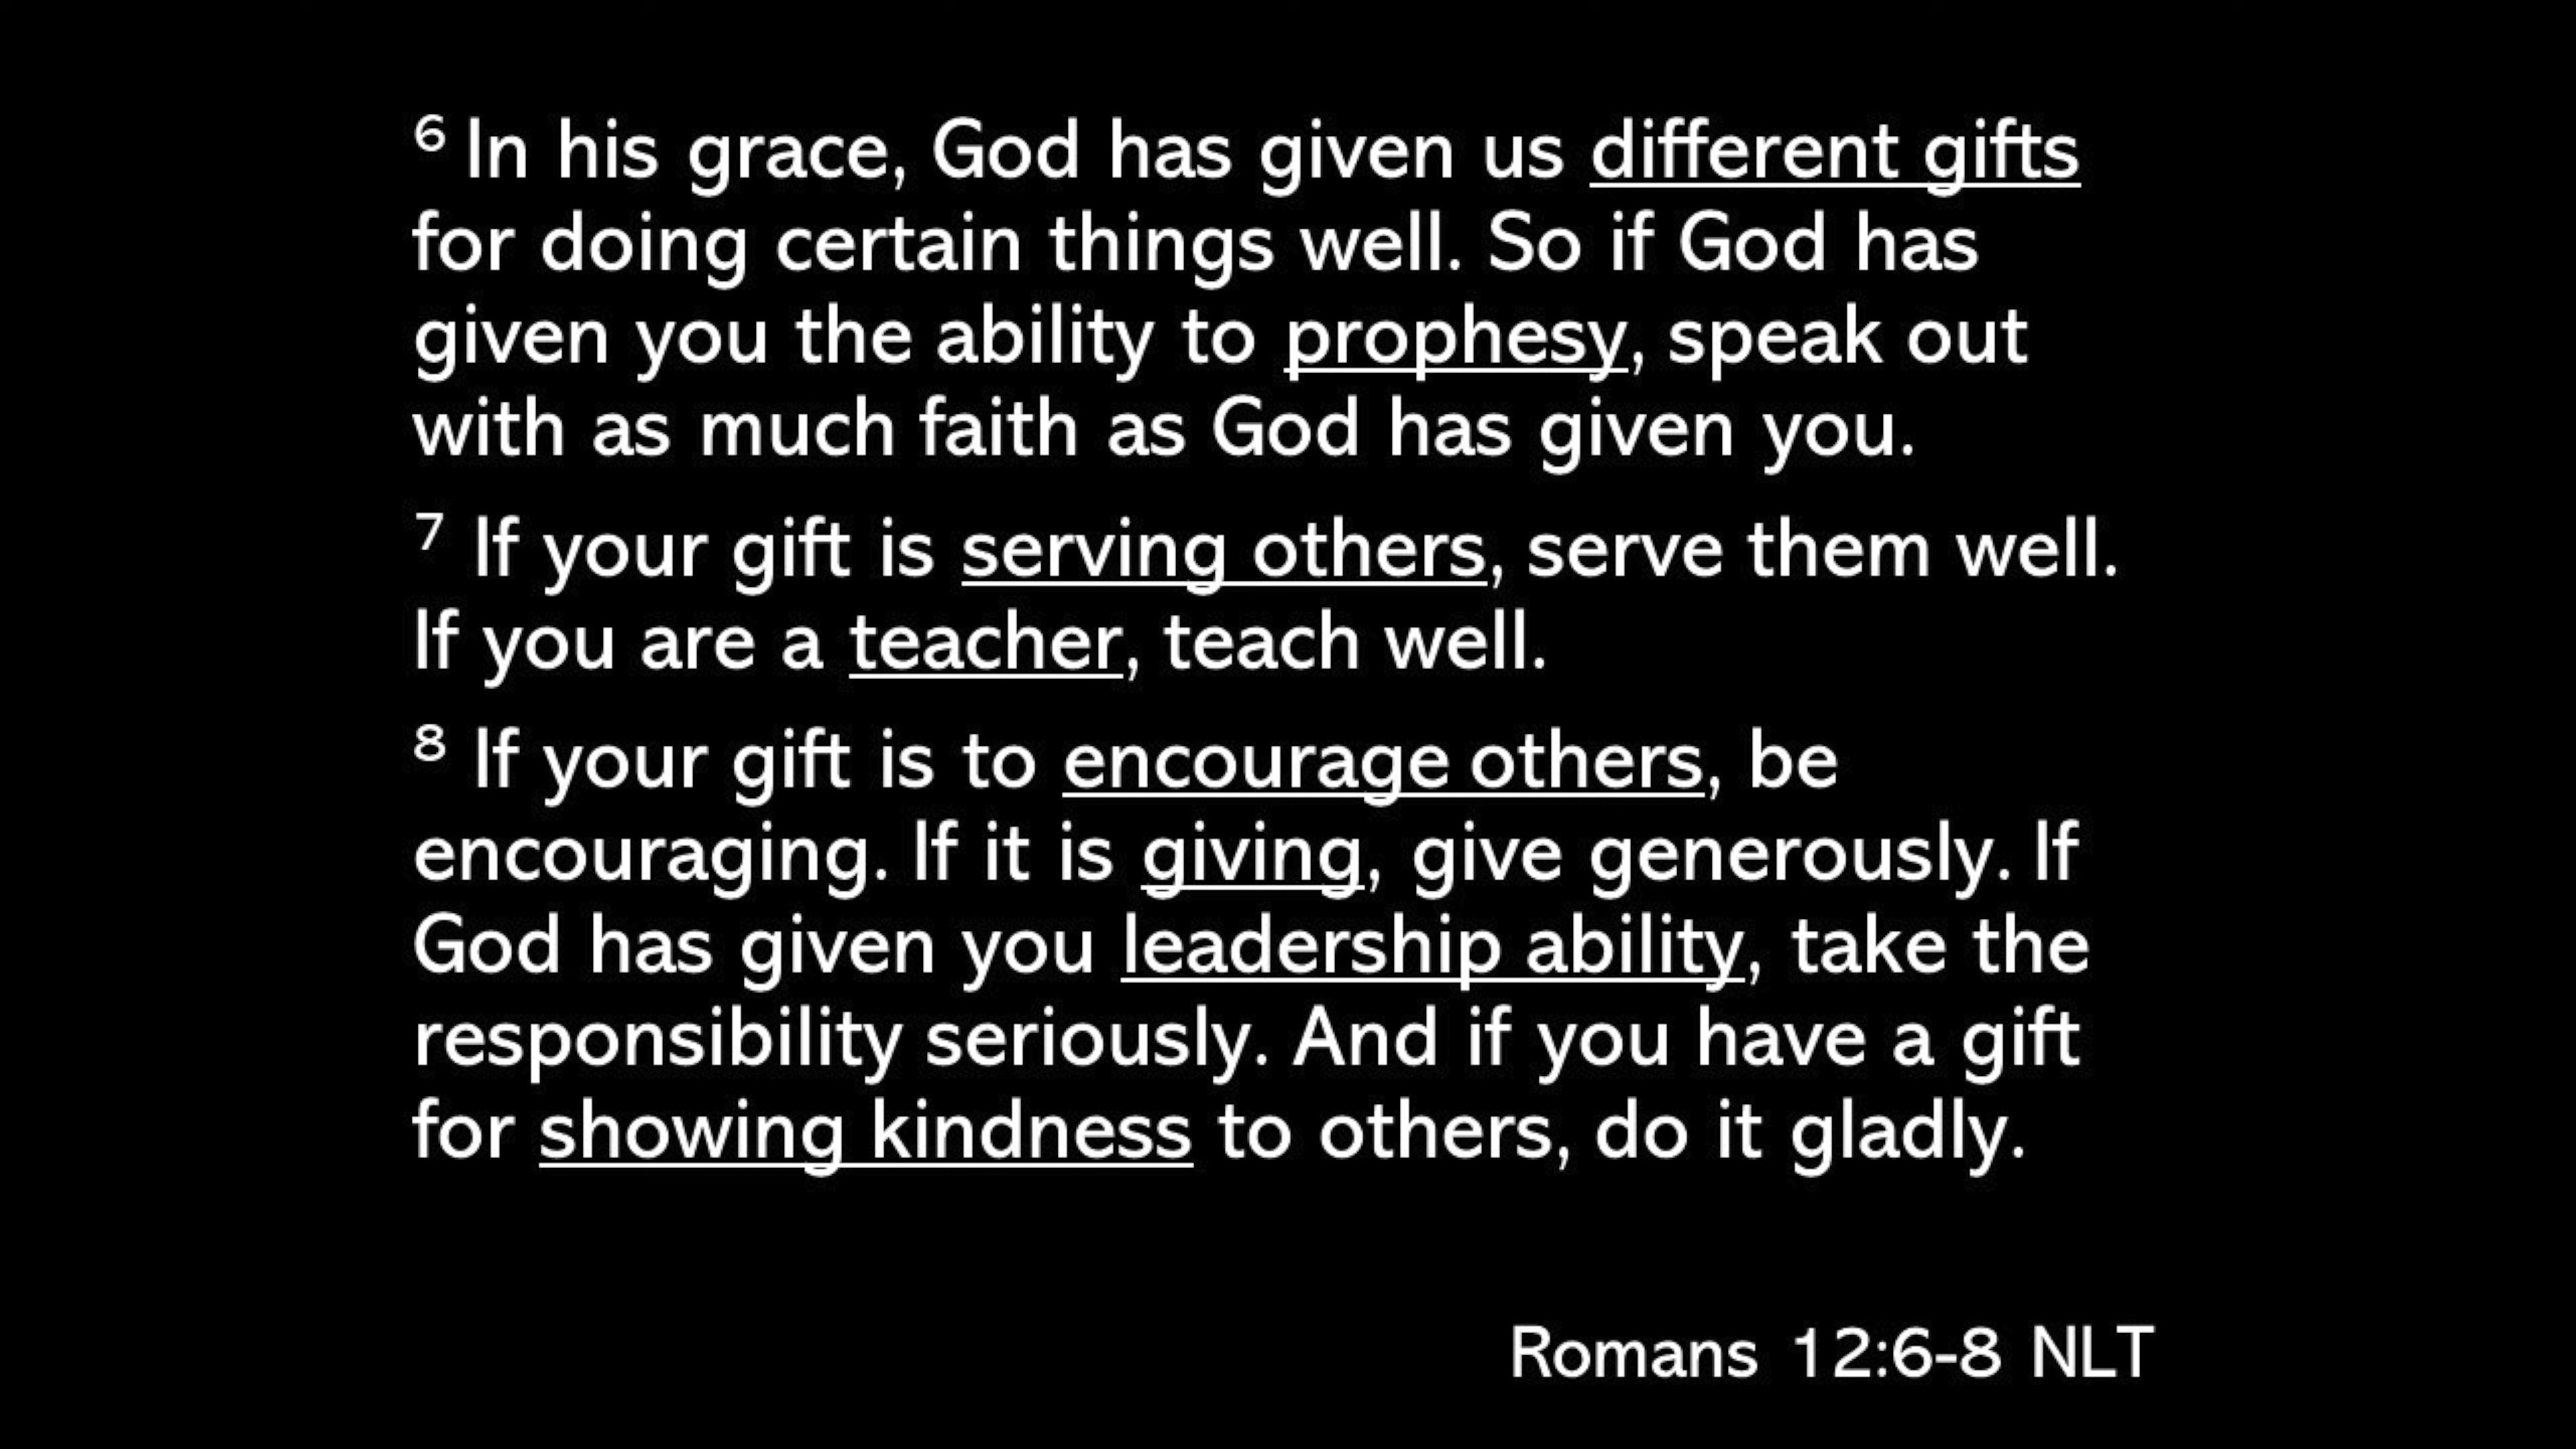 6 In his grace, God has given us different gifts
for doing certain things well. So if God has
given you the ability to prophesy, speak out
with as much faith as God has given you.
7 If your gift is serving others, serve them well.
If you are a teacher, teach well.
8 If your gift is to encourage others, be
encouraging. If it is giving, give generously. If
God has given you leadership ability, take the
responsibility seriously. And if you have a gift
for showing kindness to others, do it gladly.
Romans 12:6-8 NLT